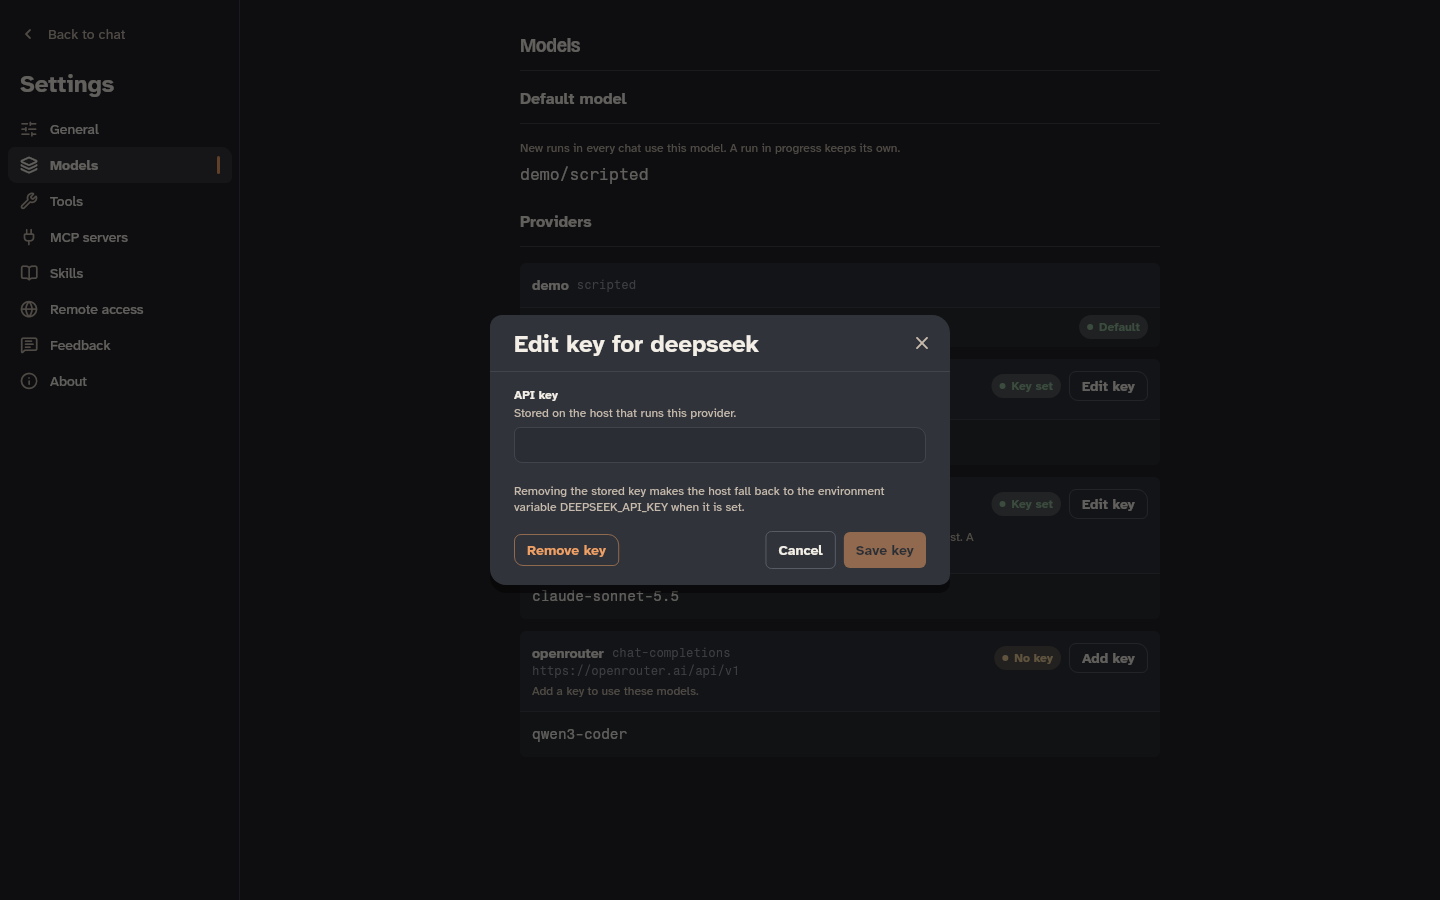 Back to chat
Settings
General
Models
Tools
MCP servers
Skills
Remote access
Feedback
About
Models
Default model
New runs in every chat use this model. A run in progress keeps its own.
demo/scripted
Providers
demo scripted
Default
Key set
Edit key
Key set
Edit key
st. A
claude-sonnet-5.5
openrouter chat-completions
No key
Add key
https://openrouter.ai/api/v1
Add a key to use these models.
qwen3-coder
Edit key for deepseek
API key
Stored on the host that runs this provider.
Removing the stored key makes the host fall back to the environment
variable DEEPSEEK_API_KEY when it is set.
Remove key
Cancel
Save key